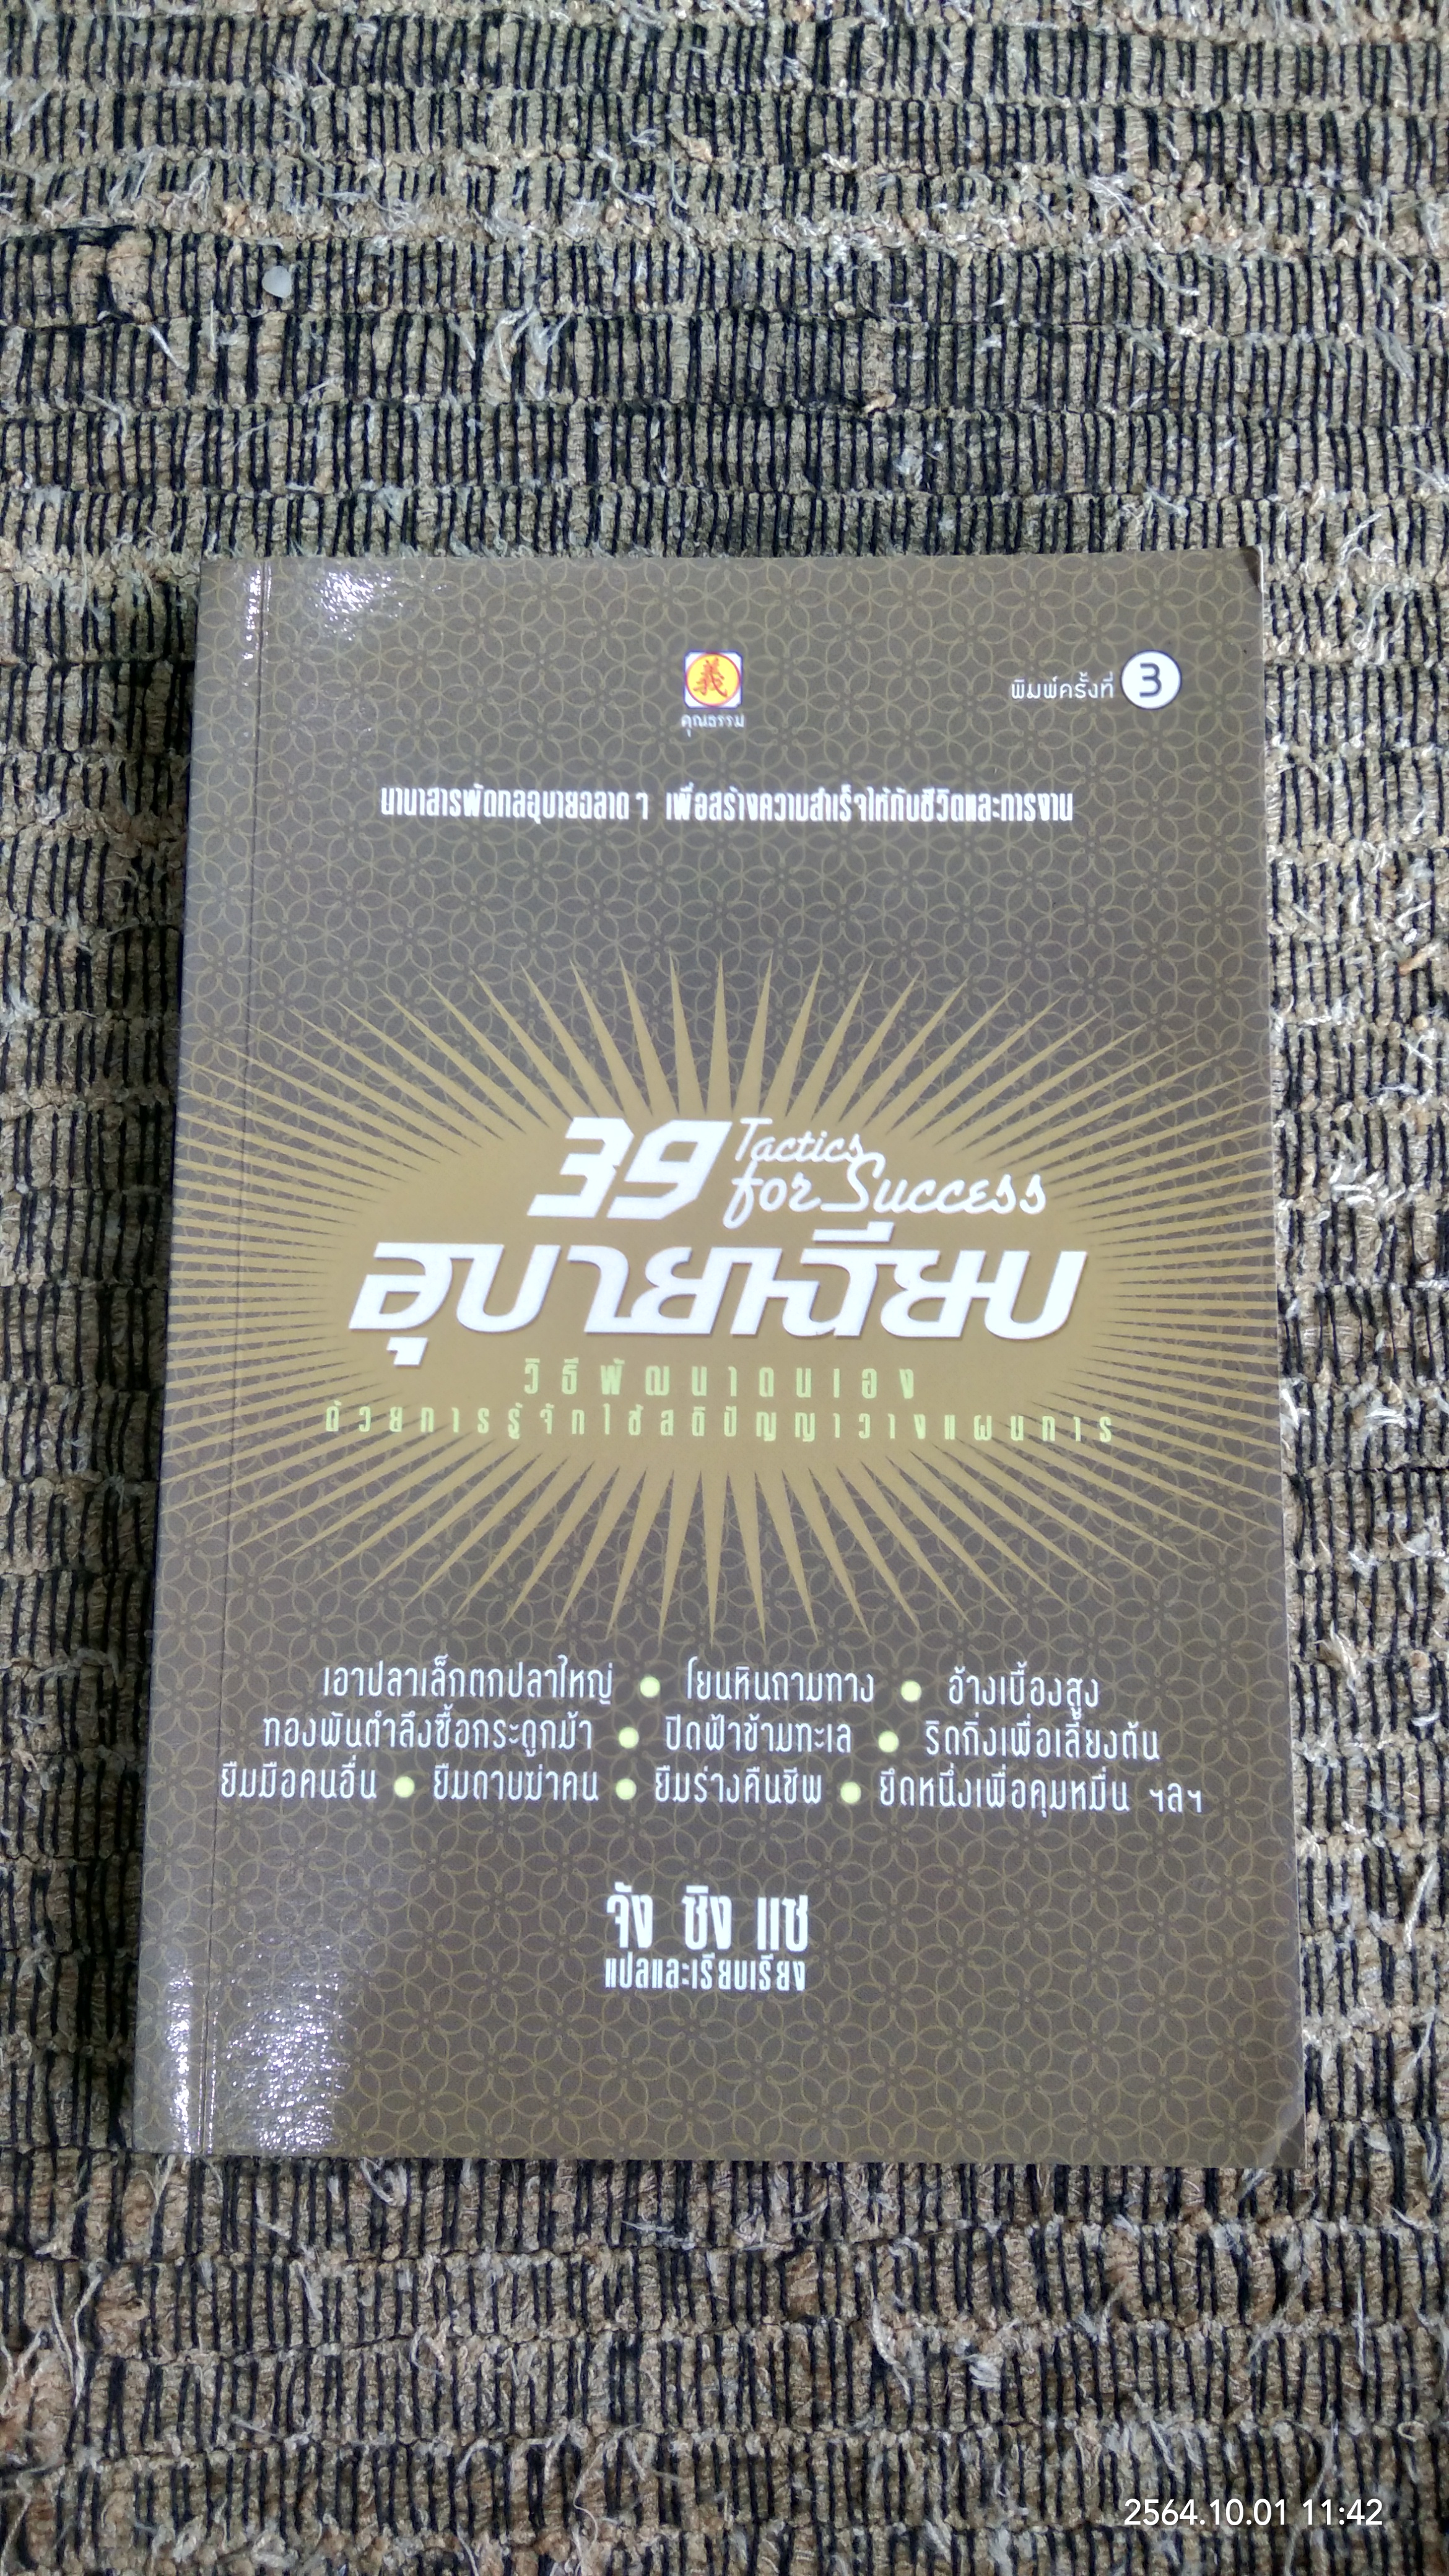 義
คุณธรรม
พิมพ์ครั้งที่ 3
นานาสารพัดกลอุบายฉลาด ๆ เพื่อสร้างความสำเร็จให้กับชีวิตและการงาน
39 Tactics for Success
อุบายเฉียบ
วิธีพัฒนาตนเอง
ด้วยการรู้จักใช้สติปัญญาวางแผนการ
เอาปลาเล็กตกปลาใหญ่ • โยนหินถามทาง • อ้างเบื้องสูง
ทองพันตำลึงซื้อกระดูกม้า • ปิดฟ้าข้ามทะเล • ริดกิ่งเพื่อเลี้ยงต้น
ยืมมือคนอื่น • ยืมดาบฆ่าคน • ยืมร่างคืนชีพ • ยึดหนึ่งเพื่อคุมหมื่น ฯลฯ
จัง ซิง แซ
แปลและเรียบเรียง
2564.10.01 11:42